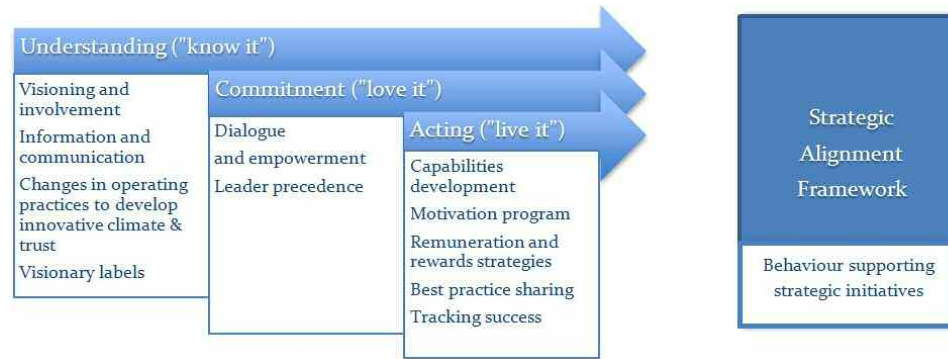 Understanding ("know it")
Visioning and
involvement
Information and
communication
Changes in operating
practices to develop
innovative climate &
trust
Visionary labels
Commitment ("love it")
Dialogue
and empowerment
Leader precedence
Acting ("live it")
Capabilities
development
Motivation program
Remuneration and
rewards strategies
Best practice sharing
Tracking success
Strategic
Alignment
Framework
Behaviour supporting
strategic initiatives